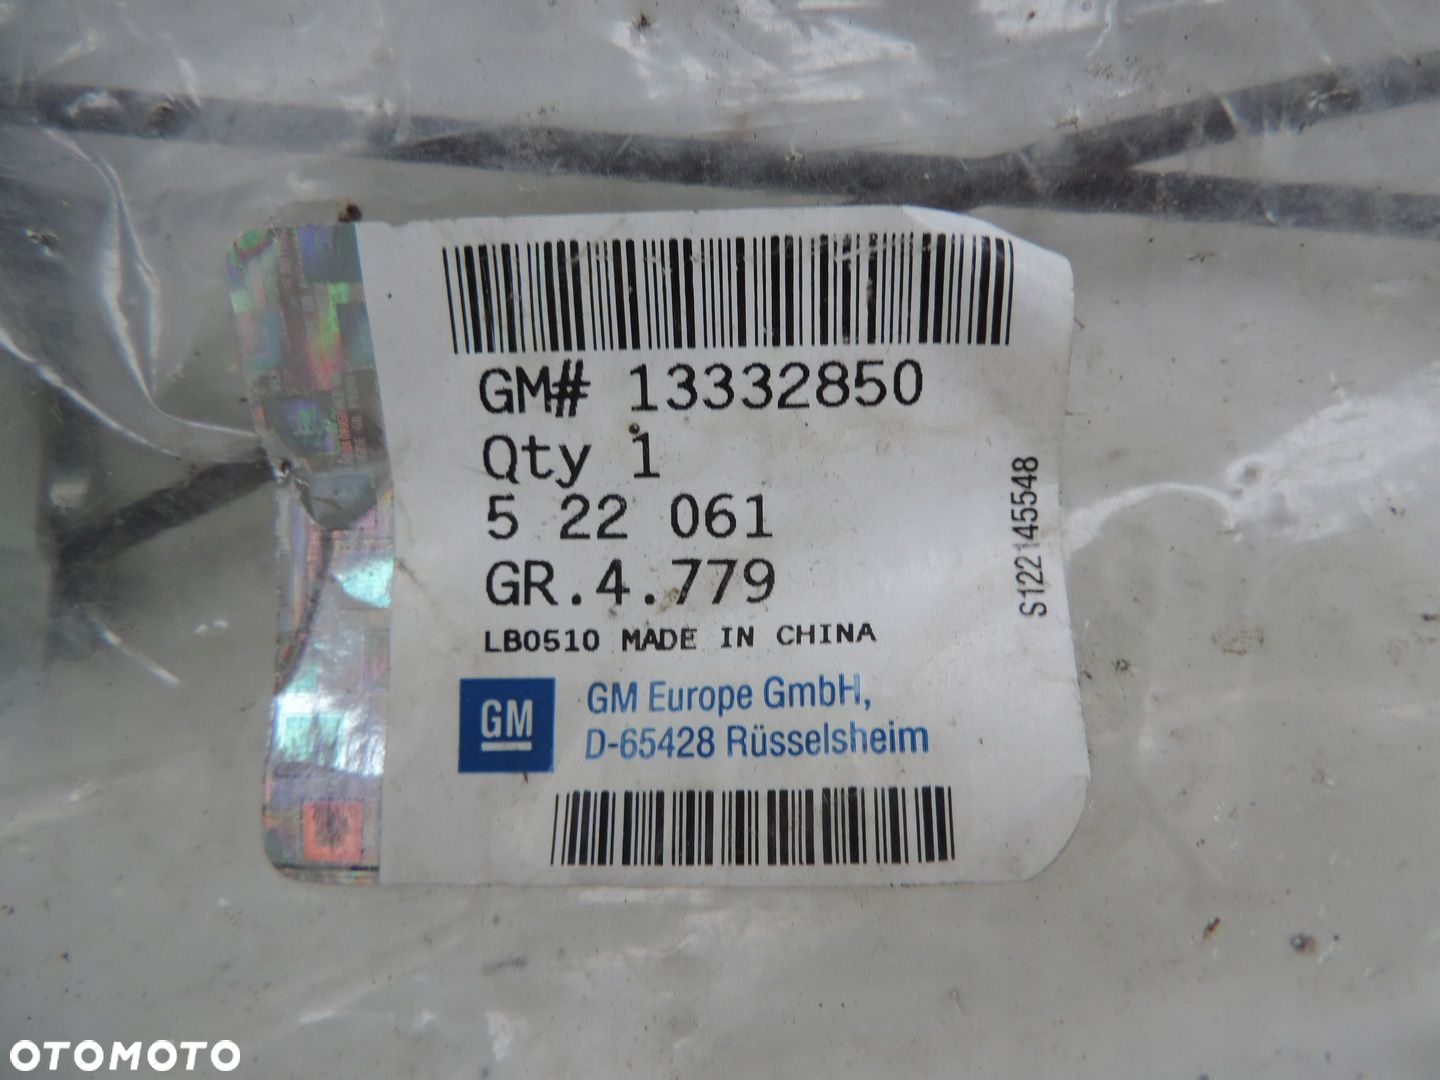 GM# 13332850
Qty 1
5 22 061
GR.4.779
LB0510 MADE IN CHINA
S122145548
GM
GM Europe GmbH,
D-65428 Rüsselsheim
OTOMOTO